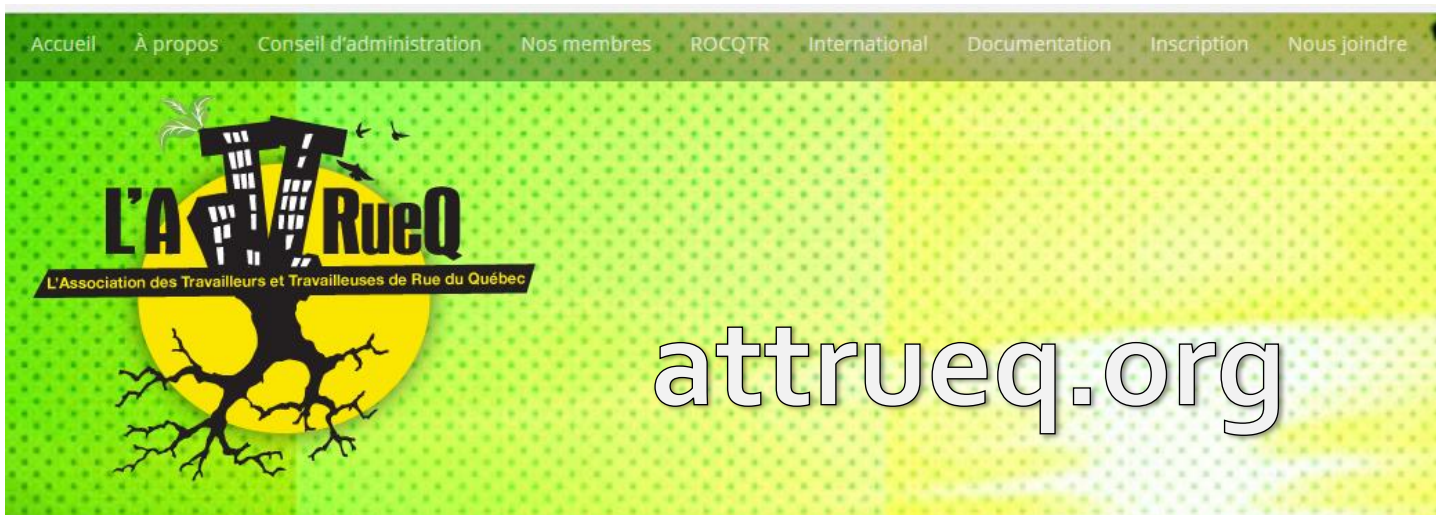 Accueil À propos Conseil d'administration Nos membres ROCQTR International Documentation Inscription Nous joindre
L'ATTRueQ
L'Association des Travailleurs et Travailleuses de Rue du Québec
attrueq.org